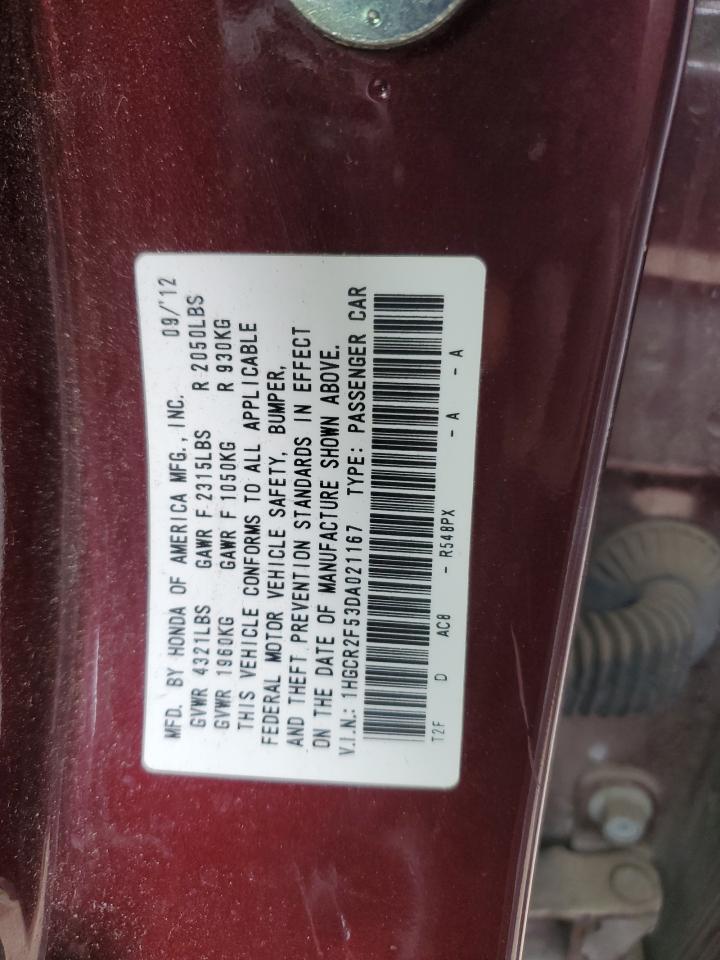 MFD. BY HONDA OF AMERICA MFG., INC. 09/'12
GVWR 4321LBS GAWR F 2315LBS R 2050LBS
GVWR 1960KG GAWR F 1050KG R 930KG
THIS VEHICLE CONFORMS TO ALL APPLICABLE
FEDERAL MOTOR VEHICLE SAFETY, BUMPER,
AND THEFT PREVENTION STANDARDS IN EFFECT
ON THE DATE OF MANUFACTURE SHOWN ABOVE.
V.I.N.: 1HGCR2F53DA021167 TYPE: PASSENGER CAR
T2F D AC8 - R548PX - A - A